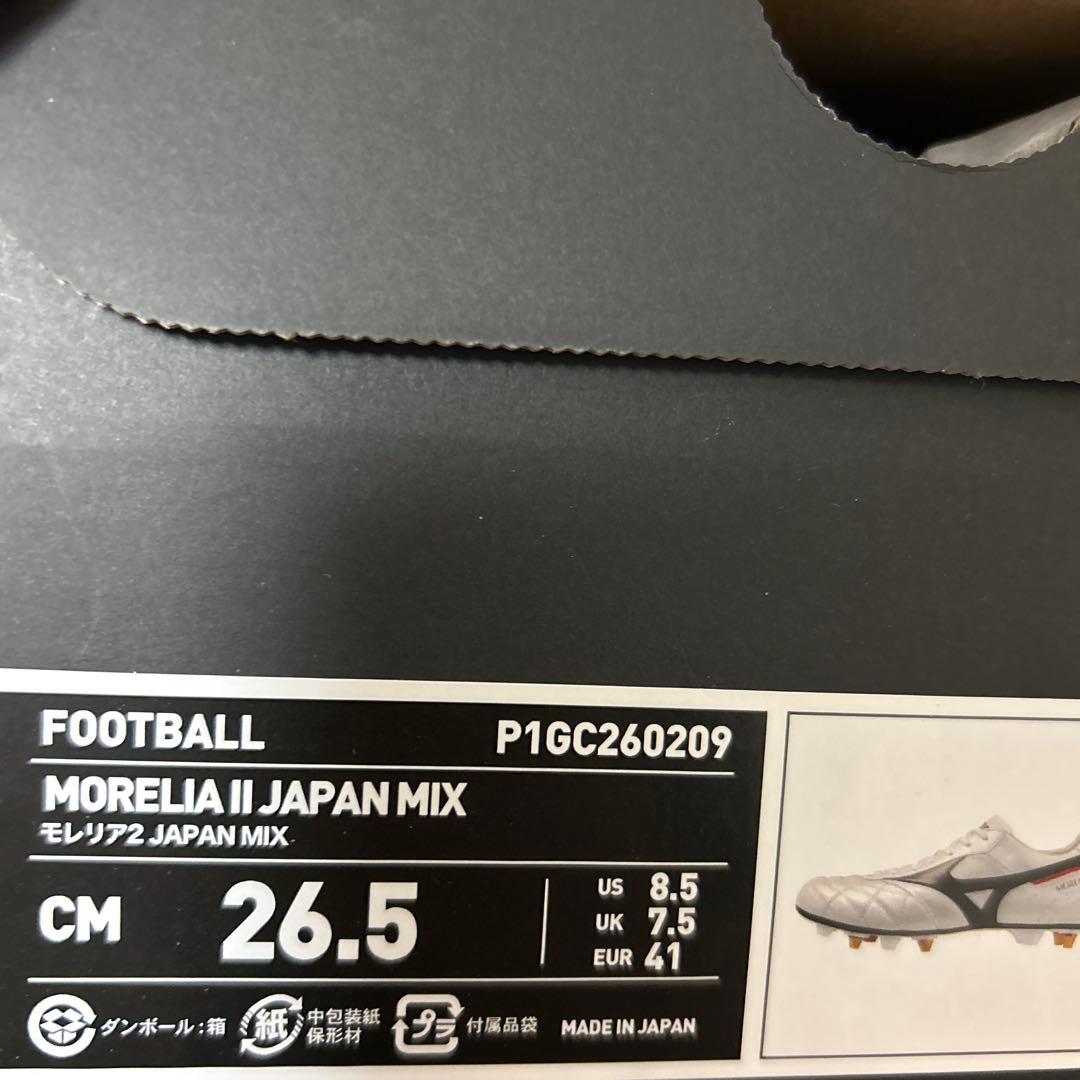 FOOTBALL P1GC260209
MORELIA II JAPAN MIX
モレリア2 JAPAN MIX
CM 26.5
US 8.5
UK 7.5
EUR 41
ダンボール:箱
紙 中包装紙
保形材
プラ 付属品袋
MADE IN JAPAN